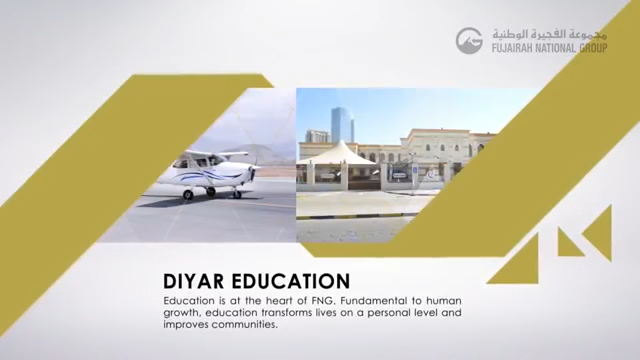 مجموعة الفجيرة الوطنية
FUJAIRAH NATIONAL GROUP
DIYAR EDUCATION
Education is at the heart of FNG. Fundamental to human
growth, education transforms lives on a personal level and
improves communities.